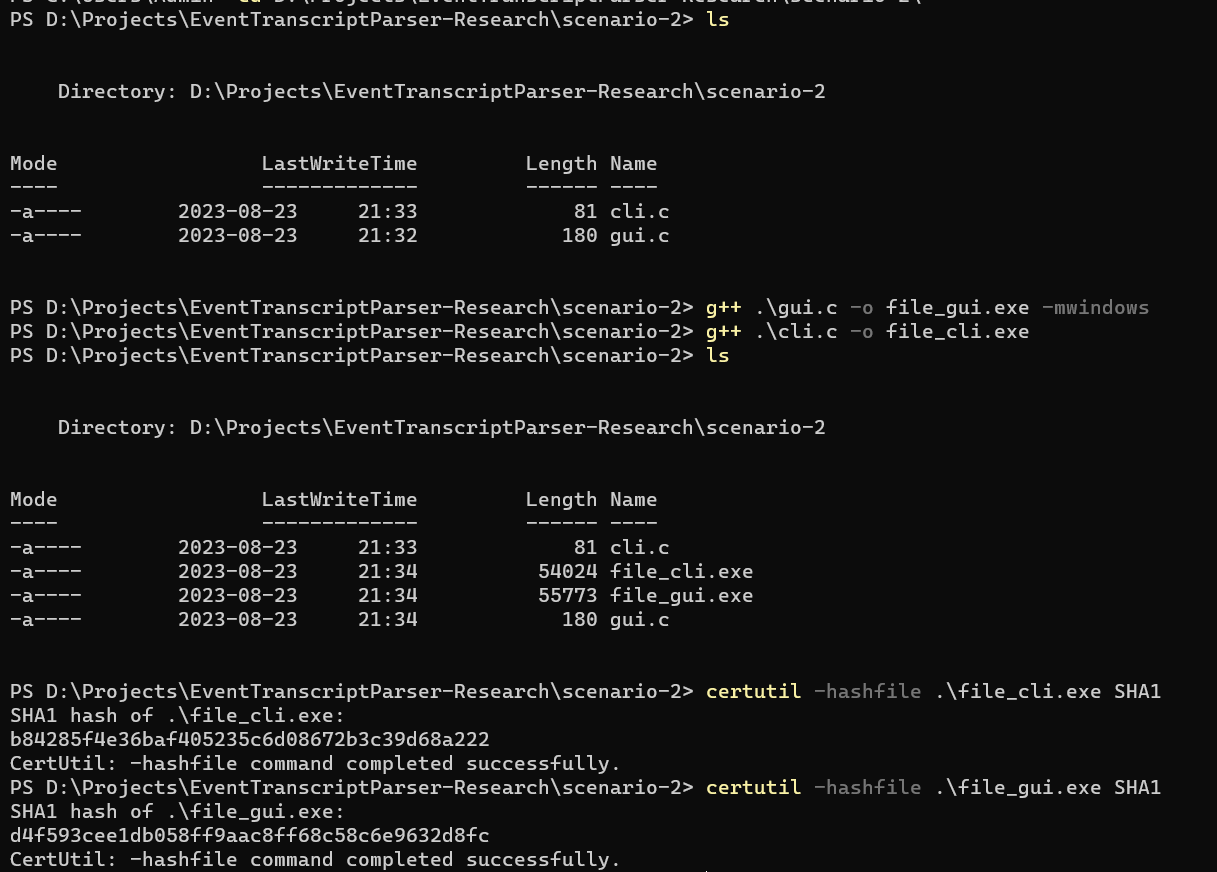 PS D:\Projects\EventTranscriptParser-Research\scenario-2> ls
Directory: D:\Projects\EventTranscriptParser-Research\scenario-2
Mode                 LastWriteTime         Length Name
----                 -------------         ------ ----
-a----        2023-08-23     21:33             81 cli.c
-a----        2023-08-23     21:32            180 gui.c
PS D:\Projects\EventTranscriptParser-Research\scenario-2> g++ .\gui.c -o file_gui.exe -mwindows
PS D:\Projects\EventTranscriptParser-Research\scenario-2> g++ .\cli.c -o file_cli.exe
PS D:\Projects\EventTranscriptParser-Research\scenario-2> ls
Directory: D:\Projects\EventTranscriptParser-Research\scenario-2
Mode                 LastWriteTime         Length Name
----                 -------------         ------ ----
-a----        2023-08-23     21:33             81 cli.c
-a----        2023-08-23     21:34          54024 file_cli.exe
-a----        2023-08-23     21:34          55773 file_gui.exe
-a----        2023-08-23     21:34            180 gui.c
PS D:\Projects\EventTranscriptParser-Research\scenario-2> certutil -hashfile .\file_cli.exe SHA1
SHA1 hash of .\file_cli.exe:
b84285f4e36baf405235c6d08672b3c39d68a222
CertUtil: -hashfile command completed successfully.
PS D:\Projects\EventTranscriptParser-Research\scenario-2> certutil -hashfile .\file_gui.exe SHA1
SHA1 hash of .\file_gui.exe:
d4f593cee1db058ff9aac8ff68c58c6e9632d8fc
CertUtil: -hashfile command completed successfully.